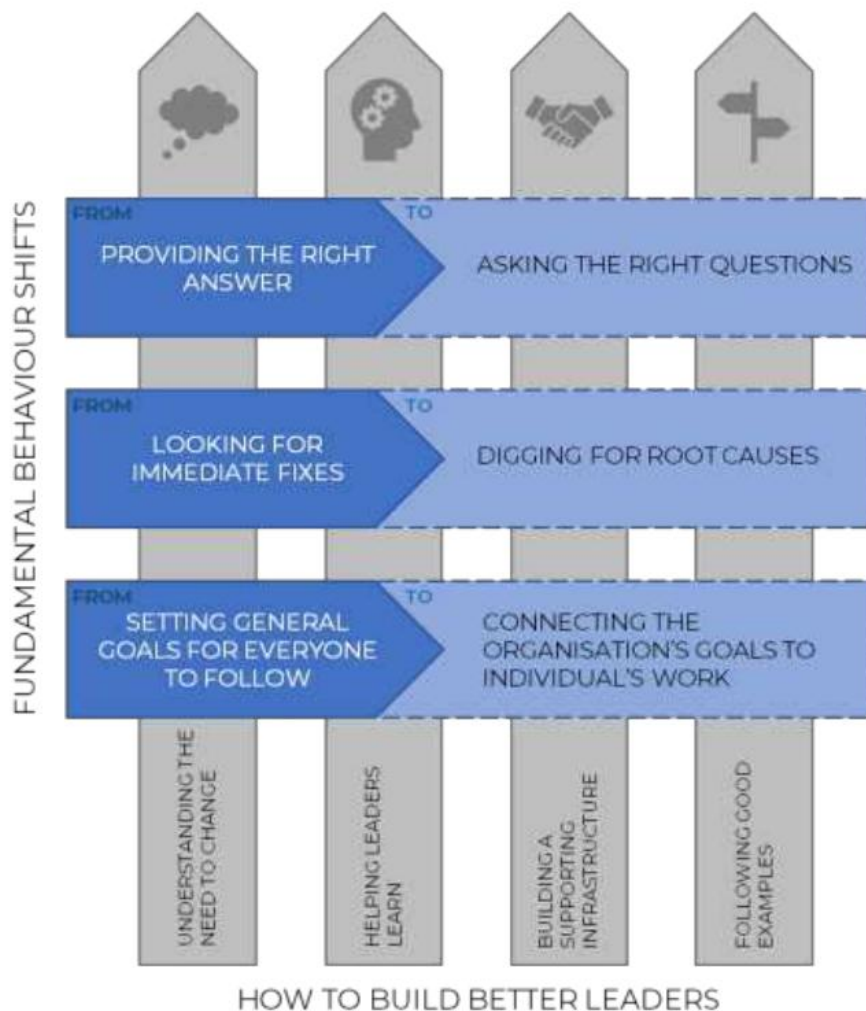 FUNDAMENTAL BEHAVIOUR SHIFTS
FROM
TO
PROVIDING THE RIGHT
ANSWER
ASKING THE RIGHT QUESTIONS
FROM
TO
LOOKING FOR
IMMEDIATE FIXES
DIGGING FOR ROOT CAUSES
FROM
TO
SETTING GENERAL
GOALS FOR EVERYONE
TO FOLLOW
CONNECTING THE
ORGANISATION'S GOALS TO
INDIVIDUAL'S WORK
UNDERSTANDING THE
NEED TO CHANGE
HELPING LEADERS
LEARN
BUILDING A
SUPPORTING
INFRASTRUCTURE
FOLLOWING GOOD
EXAMPLES
HOW TO BUILD BETTER LEADERS